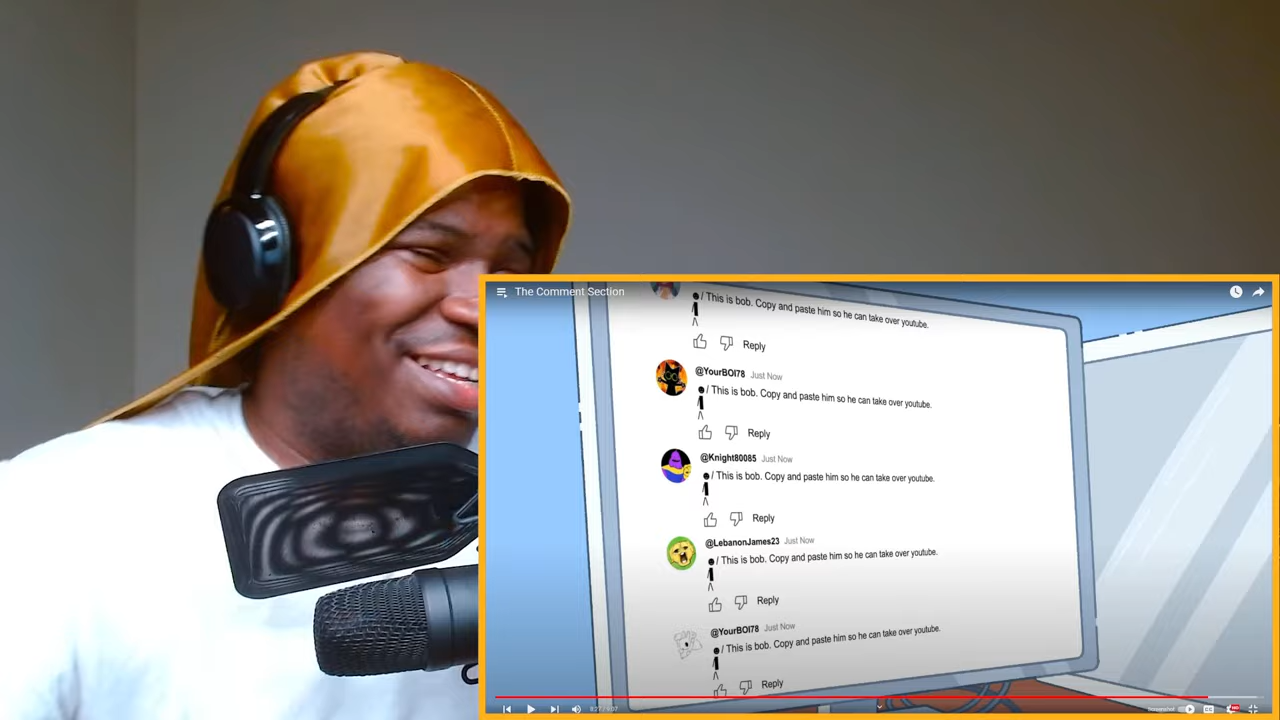 The Comment Section
/ This is bob. Copy and paste him so he can take over youtube.
Reply
@YourBOI78 Just Now
/ This is bob. Copy and paste him so he can take over youtube.
Reply
@Knight80085 Just Now
/ This is bob. Copy and paste him so he can take over youtube.
Reply
@LebanonJames23 Just Now
/ This is bob. Copy and paste him so he can take over youtube.
Reply
@YourBOI78 Just Now
/ This is bob. Copy and paste him so he can take over youtube.
Reply